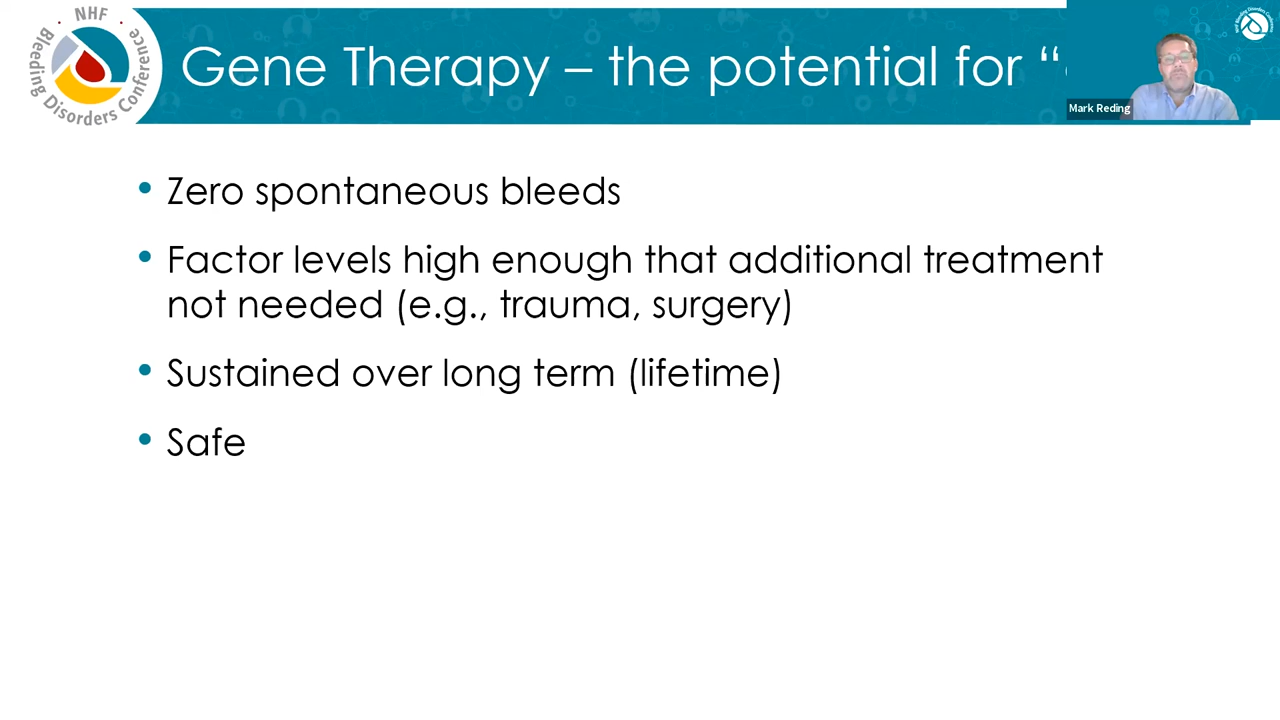 NHF
Bleeding Disorders Conference
Gene Therapy – the potential for “
Mark Reding
• Zero spontaneous bleeds
• Factor levels high enough that additional treatment
not needed (e.g., trauma, surgery)
• Sustained over long term (lifetime)
• Safe